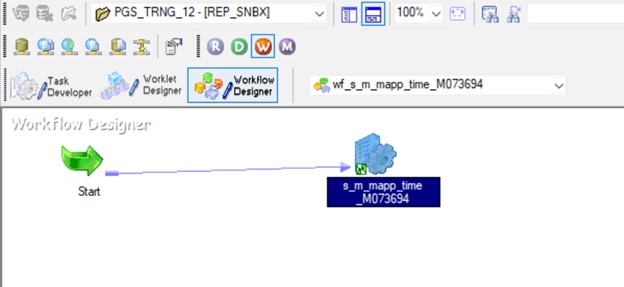 PGS_TRNG_12 - [REP_SNBX]
100%
R D W M
Task Developer
Worklet Designer
Workflow Designer
wf_s_m_mapp_time_M073694
Workflow Designer
Start
s_m_mapp_time
_M073694